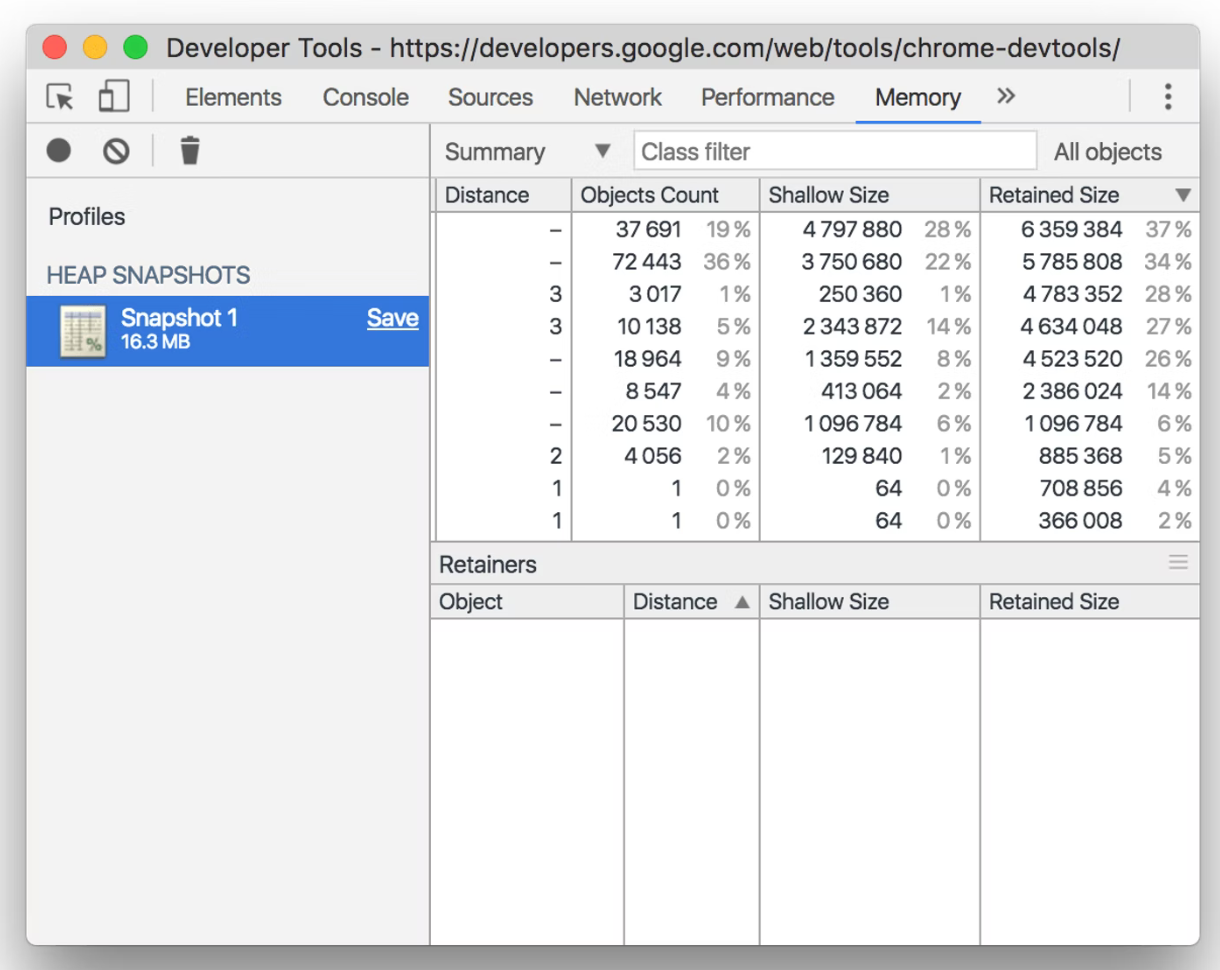 Developer Tools - https://developers.google.com/web/tools/chrome-devtools/
Elements Console Sources Network Performance Memory »
Summary ▼ Class filter All objects
Profiles
HEAP SNAPSHOTS
Snapshot 1 Save
16.3 MB
%
Distance Objects Count Shallow Size Retained Size ▼
– 37 691 19 % 4 797 880 28 % 6 359 384 37 %
– 72 443 36 % 3 750 680 22 % 5 785 808 34 %
3 3 017 1 % 250 360 1 % 4 783 352 28 %
3 10 138 5 % 2 343 872 14 % 4 634 048 27 %
– 18 964 9 % 1 359 552 8 % 4 523 520 26 %
– 8 547 4 % 413 064 2 % 2 386 024 14 %
– 20 530 10 % 1 096 784 6 % 1 096 784 6 %
2 4 056 2 % 129 840 1 % 885 368 5 %
1 1 0 % 64 0 % 708 856 4 %
1 1 0 % 64 0 % 366 008 2 %
Retainers
Object Distance ▲ Shallow Size Retained Size